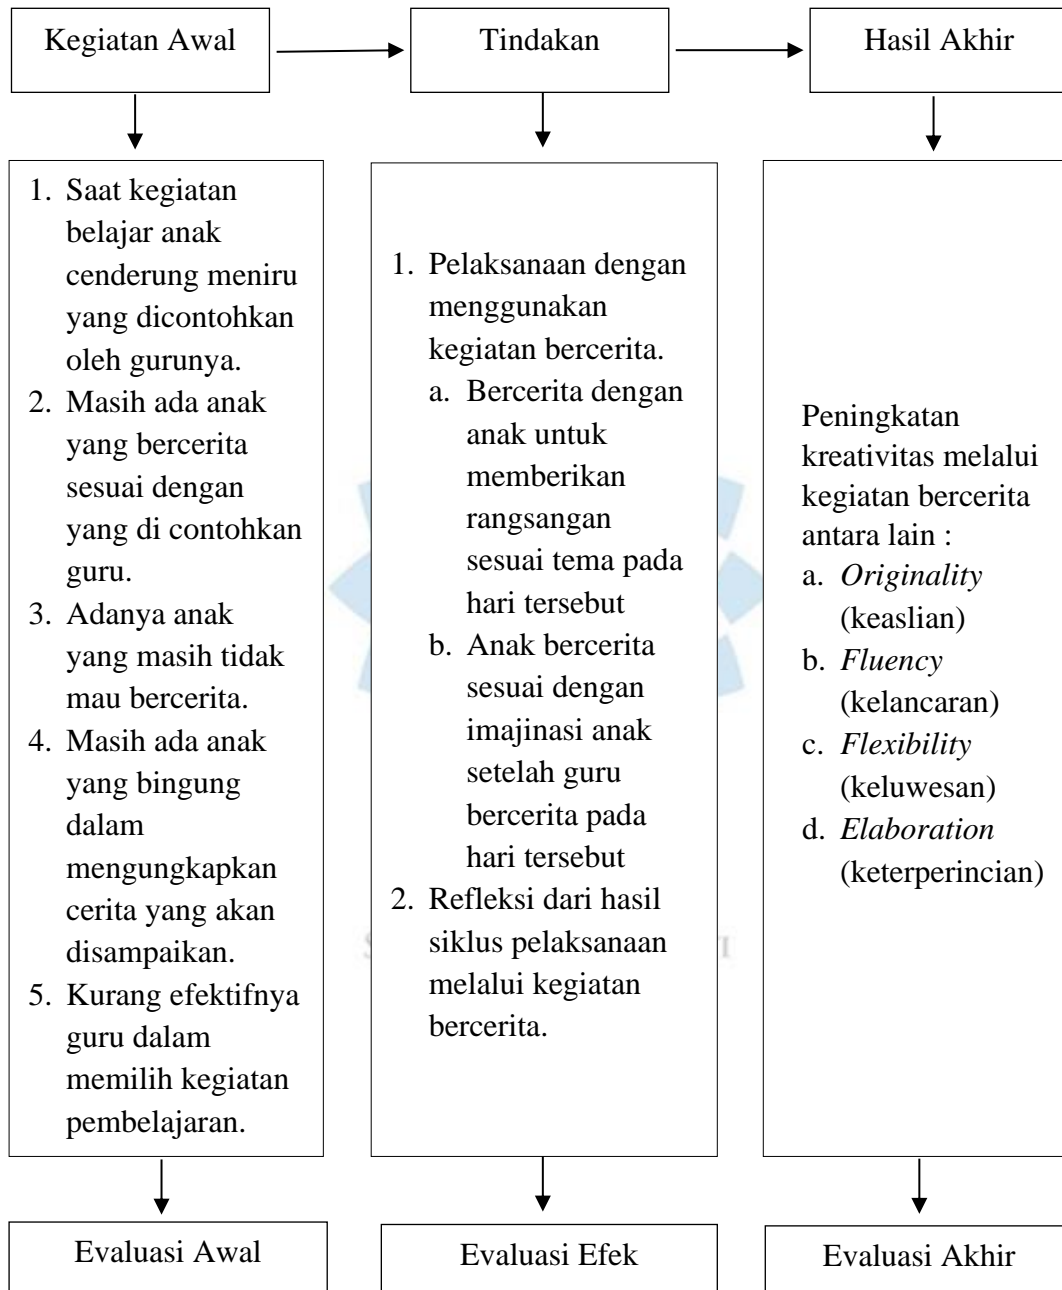 Kegiatan Awal
Tindakan
Hasil Akhir
1. Saat kegiatan
belajar anak
cenderung meniru
yang dicontohkan
oleh gurunya.
2. Masih ada anak
yang bercerita
sesuai dengan
yang di contohkan
guru.
3. Adanya anak
yang masih tidak
mau bercerita.
4. Masih ada anak
yang bingung
dalam
mengungkapkan
cerita yang akan
disampaikan.
5. Kurang efektifnya
guru dalam
memilih kegiatan
pembelajaran.
1. Pelaksanaan dengan
menggunakan
kegiatan bercerita.
a. Bercerita dengan
anak untuk
memberikan
rangsangan
sesuai tema pada
hari tersebut
b. Anak bercerita
sesuai dengan
imajinasi anak
setelah guru
bercerita pada
hari tersebut
2. Refleksi dari hasil
siklus pelaksanaan
melalui kegiatan
bercerita.
Peningkatan
kreativitas melalui
kegiatan bercerita
antara lain :
a. Originality
(keaslian)
b. Fluency
(kelancaran)
c. Flexibility
(keluwesan)
d. Elaboration
(keterperincian)
Evaluasi Awal
Evaluasi Efek
Evaluasi Akhir